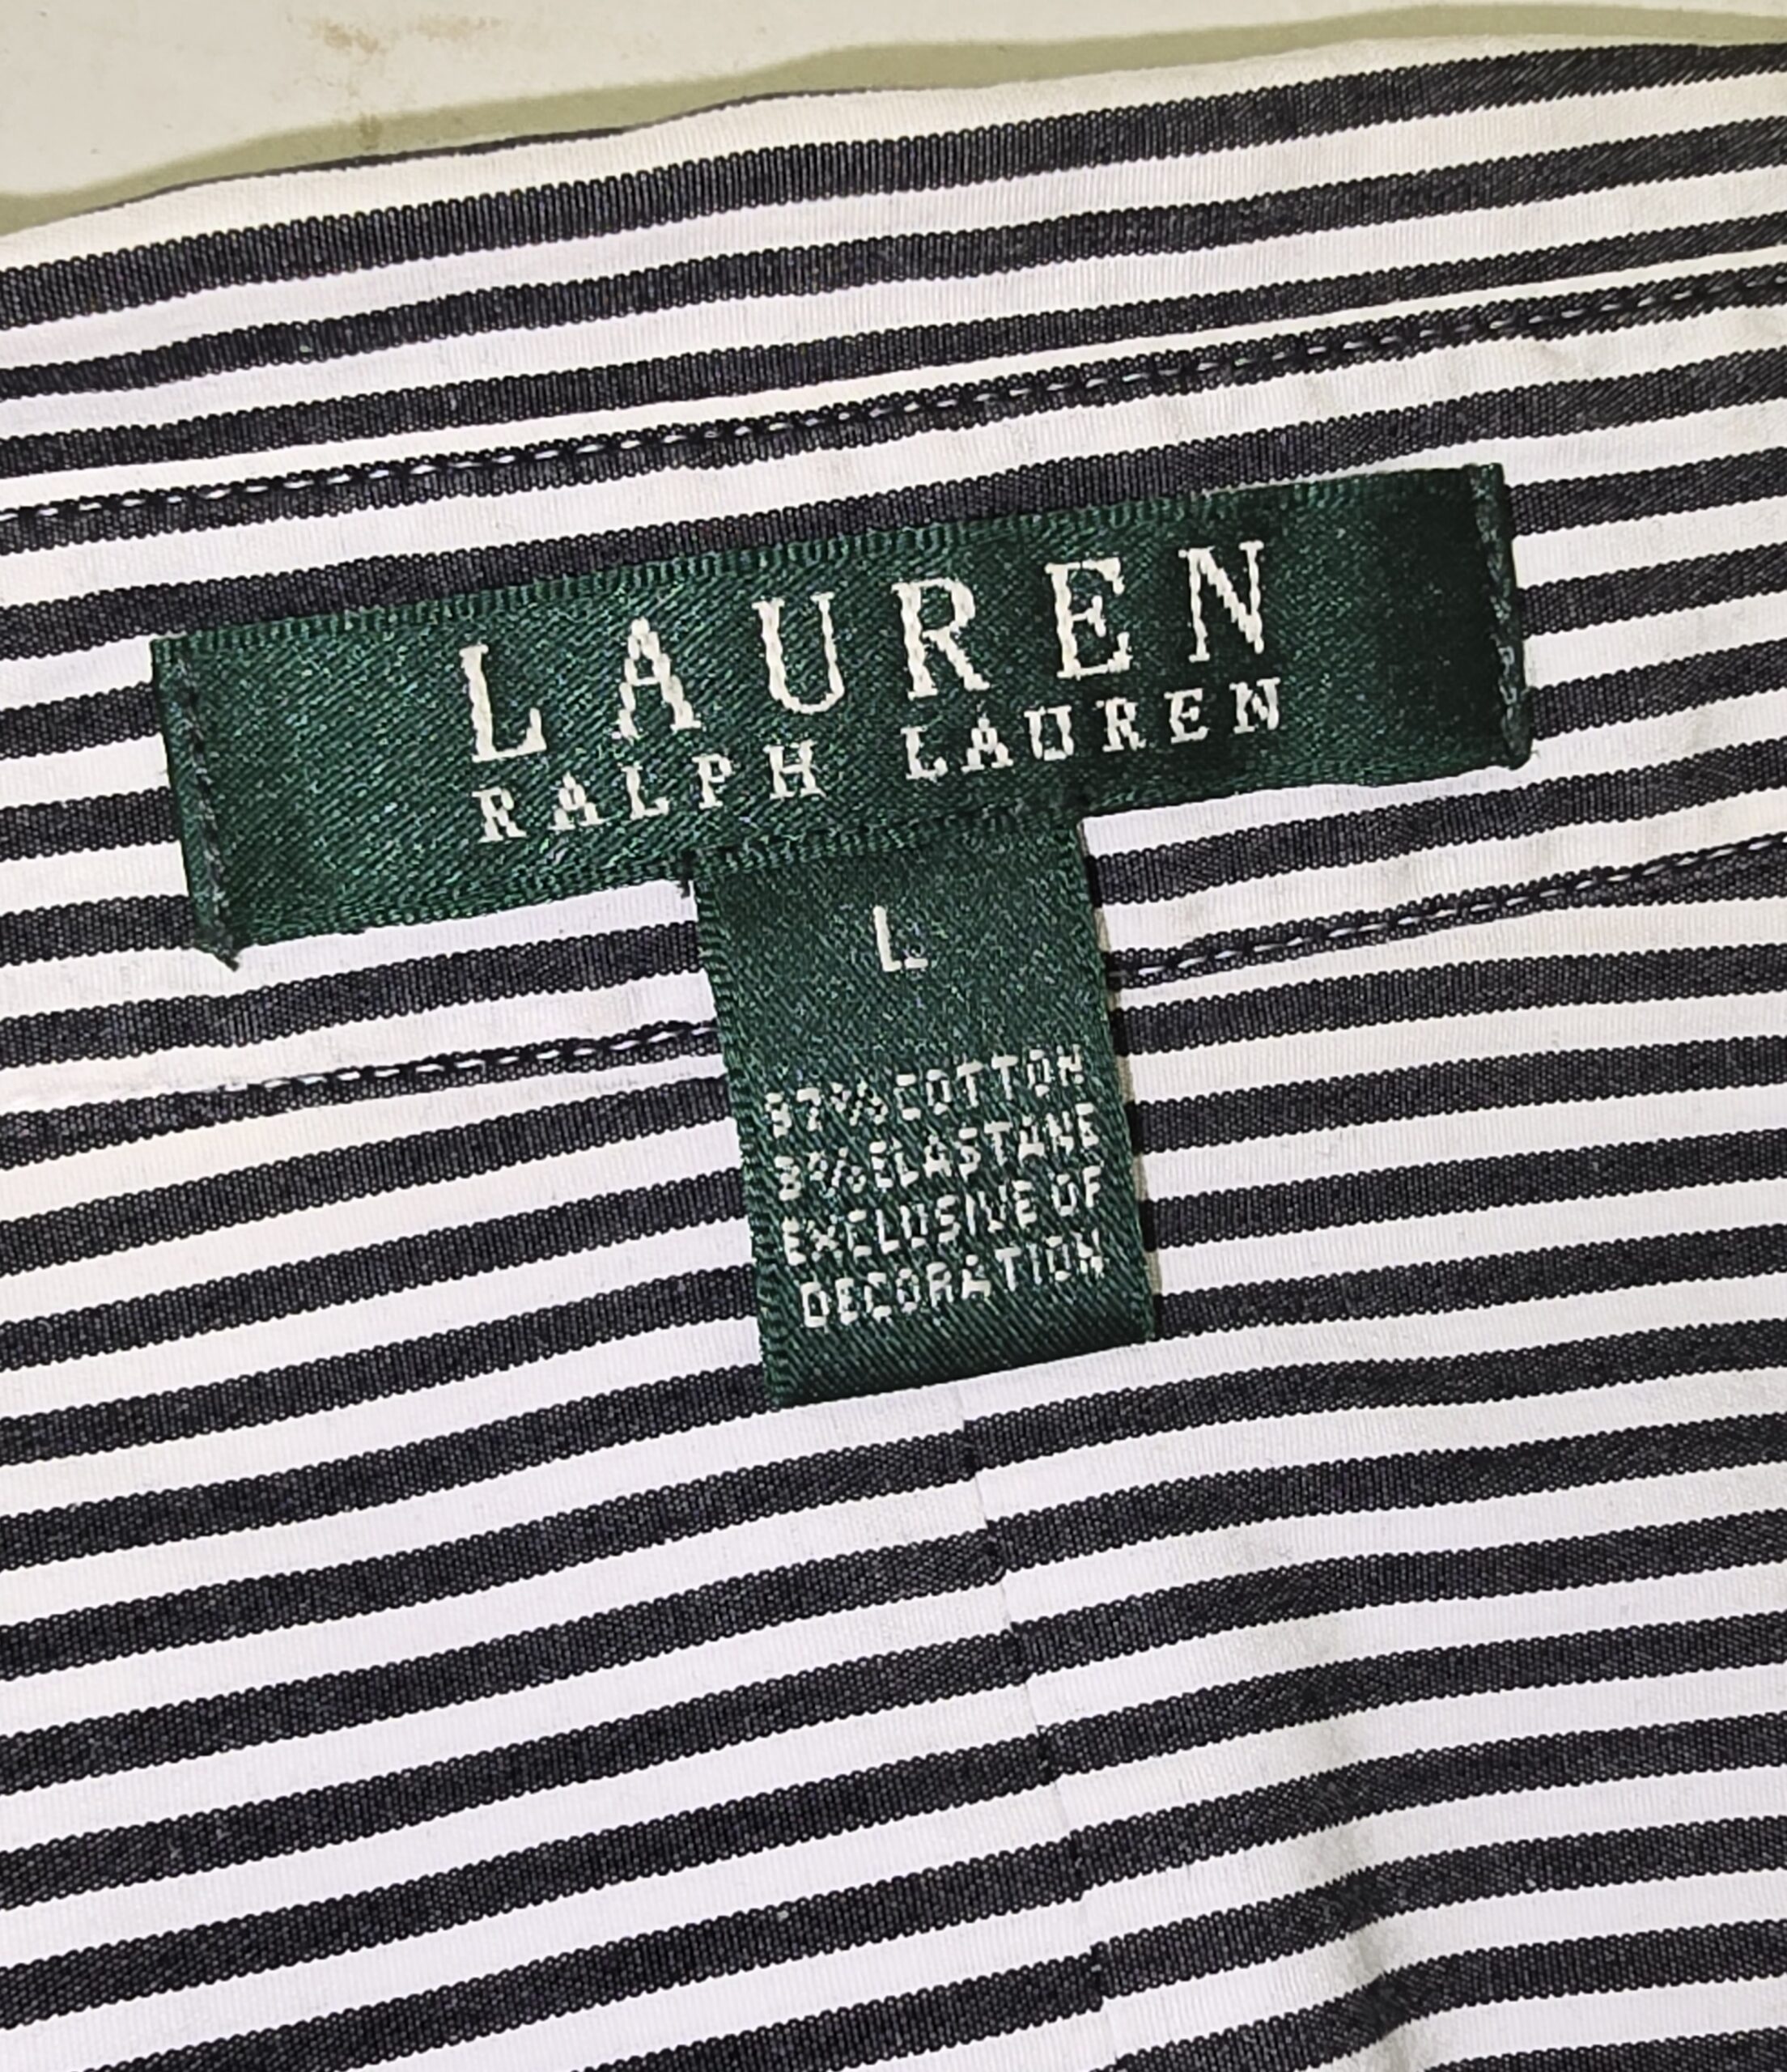 LAUREN
RALPH LAUREN
L
97% COTTON
3% ELASTANE
EXCLUSIVE OF
DECORATION